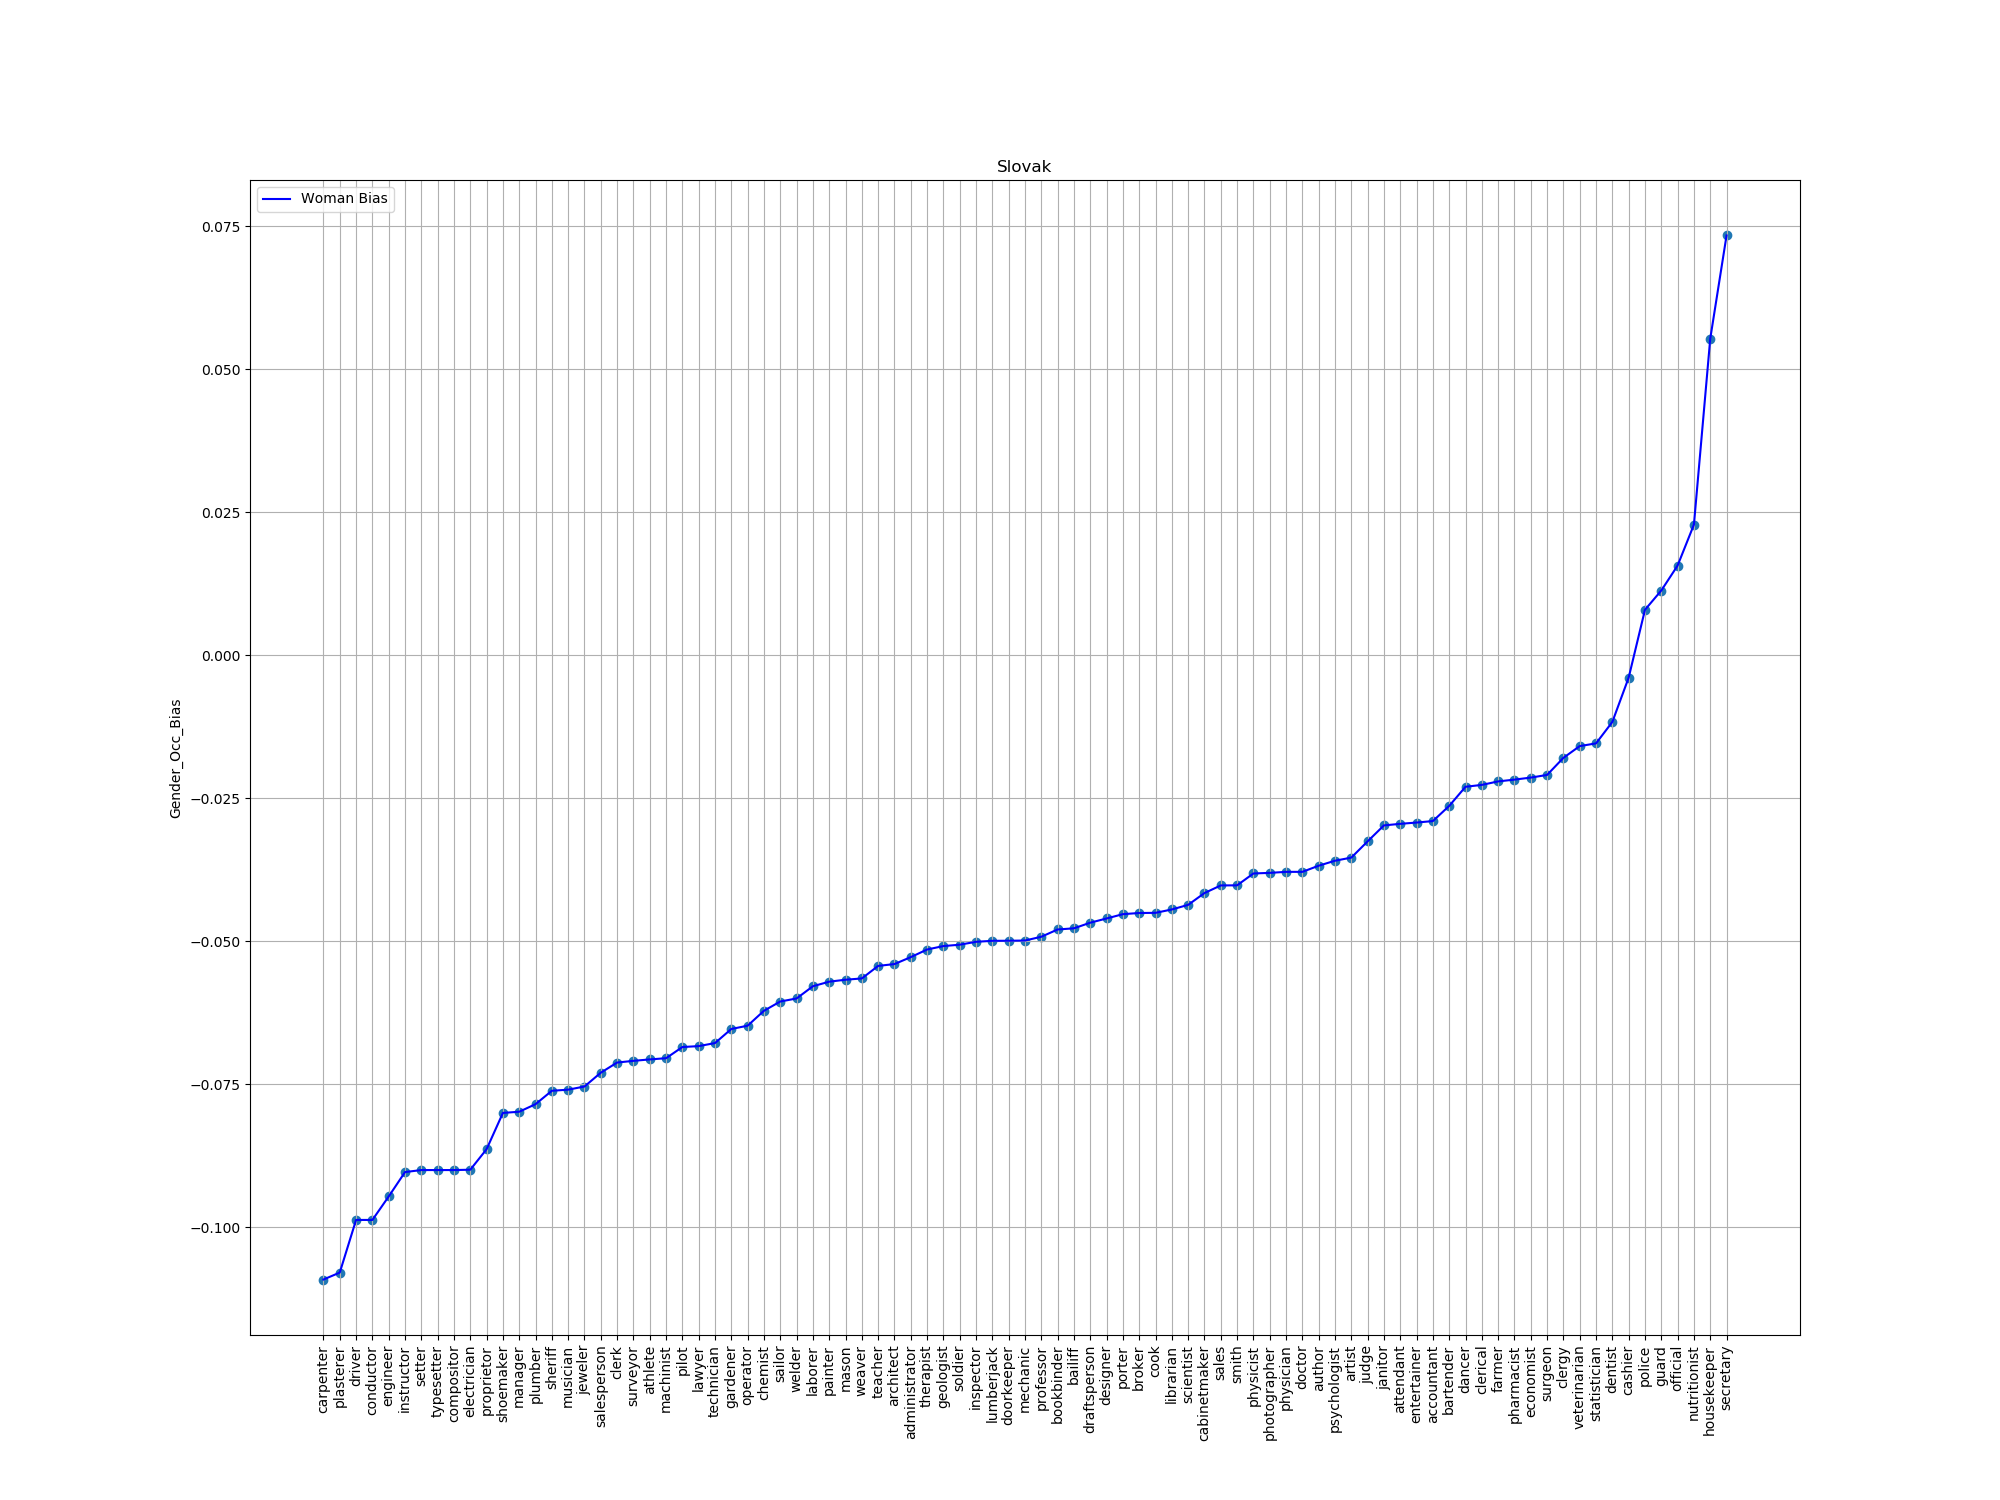 Slovak
Woman Bias
0.075
0.050
0.025
0.000
−0.025
−0.050
−0.075
−0.100
Gender_Occ_Bias
carpenter
plasterer
driver
conductor
engineer
instructor
setter
typesetter
compositor
electrician
proprietor
shoemaker
manager
plumber
sheriff
musician
jeweler
salesperson
clerk
surveyor
athlete
machinist
pilot
lawyer
technician
gardener
operator
chemist
sailor
welder
laborer
painter
mason
weaver
teacher
architect
administrator
therapist
geologist
soldier
inspector
lumberjack
doorkeeper
mechanic
professor
bookbinder
bailiff
draftsperson
designer
porter
broker
cook
librarian
scientist
cabinetmaker
sales
smith
physicist
photographer
physician
doctor
author
psychologist
artist
judge
janitor
attendant
entertainer
accountant
bartender
dancer
clerical
farmer
pharmacist
economist
surgeon
clergy
veterinarian
statistician
dentist
cashier
police
guard
official
nutritionist
housekeeper
secretary